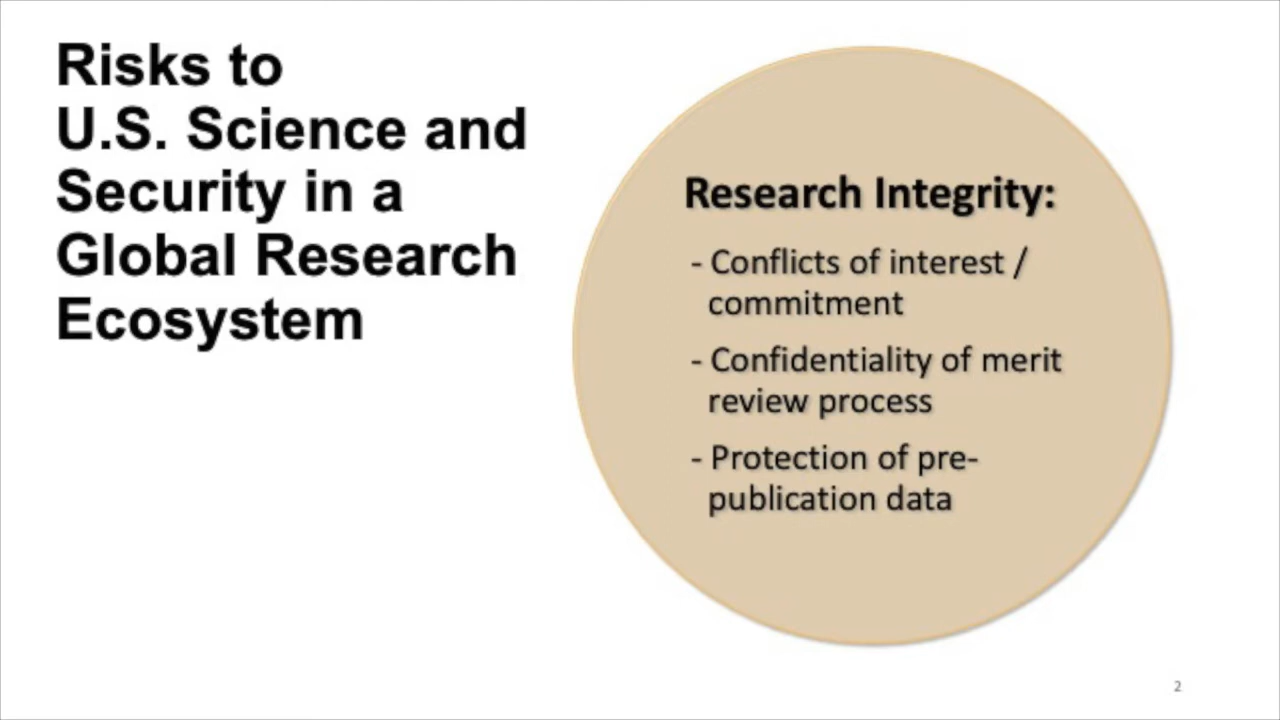 Risks to
U.S. Science and
Security in a
Global Research
Ecosystem
Research Integrity:
- Conflicts of interest /
commitment
- Confidentiality of merit
review process
- Protection of pre-
publication data
2